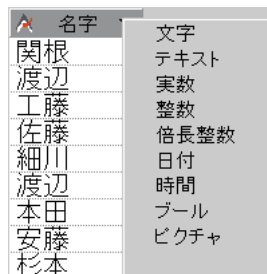 名字
関根
渡辺
工藤
佐藤
細川
渡辺
本田
安藤
杉本
文字
テキスト
実数
整数
倍長整数
日付
時間
ブール
ピクチャ